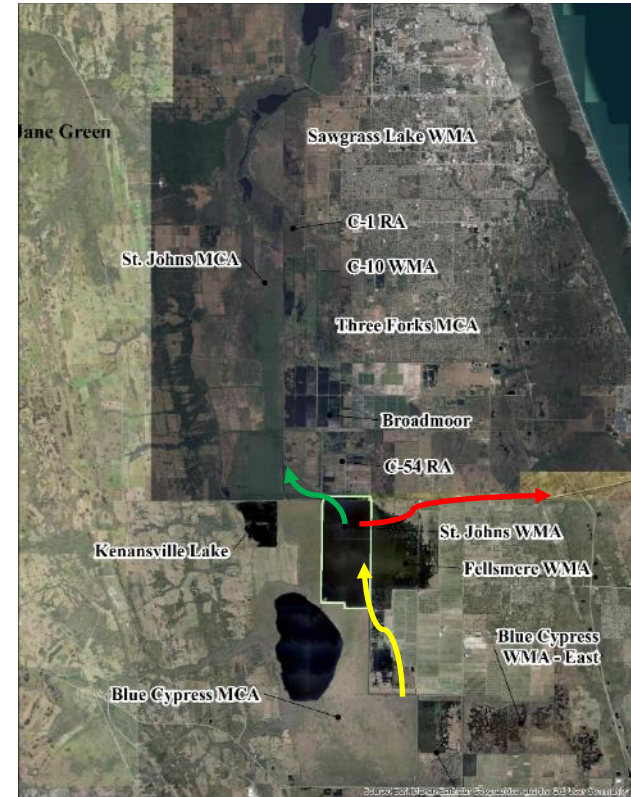 Jane Green
Sawgrass Lake WMA
C-1 RA
St. Johns MCA
C-10 WMA
Three Forks MCA
Broadmoor
C-54 RA
Kenansville Lake
St. Johns WMA
Fellsmere WMA
Blue Cypress
WMA - East
Blue Cypress MCA